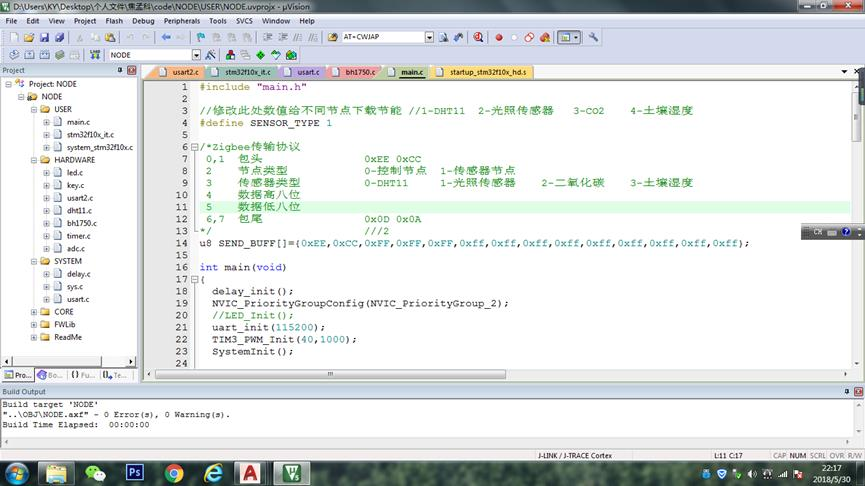 D:\Users\KY\Desktop\个人文件\焦孟科\code\NODE\USER\NODE.uvprojx - µVision
File Edit View Project Flash Debug Peripherals Tools SVCS Window Help
AT+CWJAP
NODE
Project
usart2.c stm32f10x_it.c usart.c bh1750.c main.c startup_stm32f10x_hd.s
Project: NODE
NODE
USER
main.c
stm32f10x_it.c
system_stm32f10x.c
HARDWARE
led.c
key.c
usart2.c
dht11.c
bh1750.c
timer.c
adc.c
SYSTEM
delay.c
sys.c
usart.c
CORE
FWLib
ReadMe
Pro... Bo... Fu... Te...
1 #include "main.h"
2
3 //修改此处数值给不同节点下载节能 //1-DHT11 2-光照传感器 3-CO2 4-土壤湿度
4 #define SENSOR_TYPE 1
5
6 /*Zigbee传输协议
7 0,1 包头 0xEE 0xCC
8 2 节点类型 0-控制节点 1-传感器节点
9 3 传感器类型 0-DHT11 1-光照传感器 2-二氧化碳 3-土壤湿度
10 4 数据高八位
11 5 数据低八位
12 6,7 包尾 0x0D 0x0A
13 */ ///2
14 u8 SEND_BUFF[]={0xEE,0xCC,0xFF,0xFF,0xFF,0xff,0xff,0xff,0xff,0xff,0xff,0xff,0xff,0xff};
15
16 int main(void)
17 {
18 delay_init();
19 NVIC_PriorityGroupConfig(NVIC_PriorityGroup_2);
20 //LED_Init();
21 uart_init(115200);
22 TIM3_PWM_Init(40,1000);
23 SystemInit();
24
CH
Build Output
Build target 'NODE'
"..\OBJ\NODE.axf" - 0 Error(s), 0 Warning(s).
Build Time Elapsed: 00:00:00
J-LINK / J-TRACE Cortex L:11 C:17 CAP NUM SCRL OVR R/W
22:17
2018/5/30